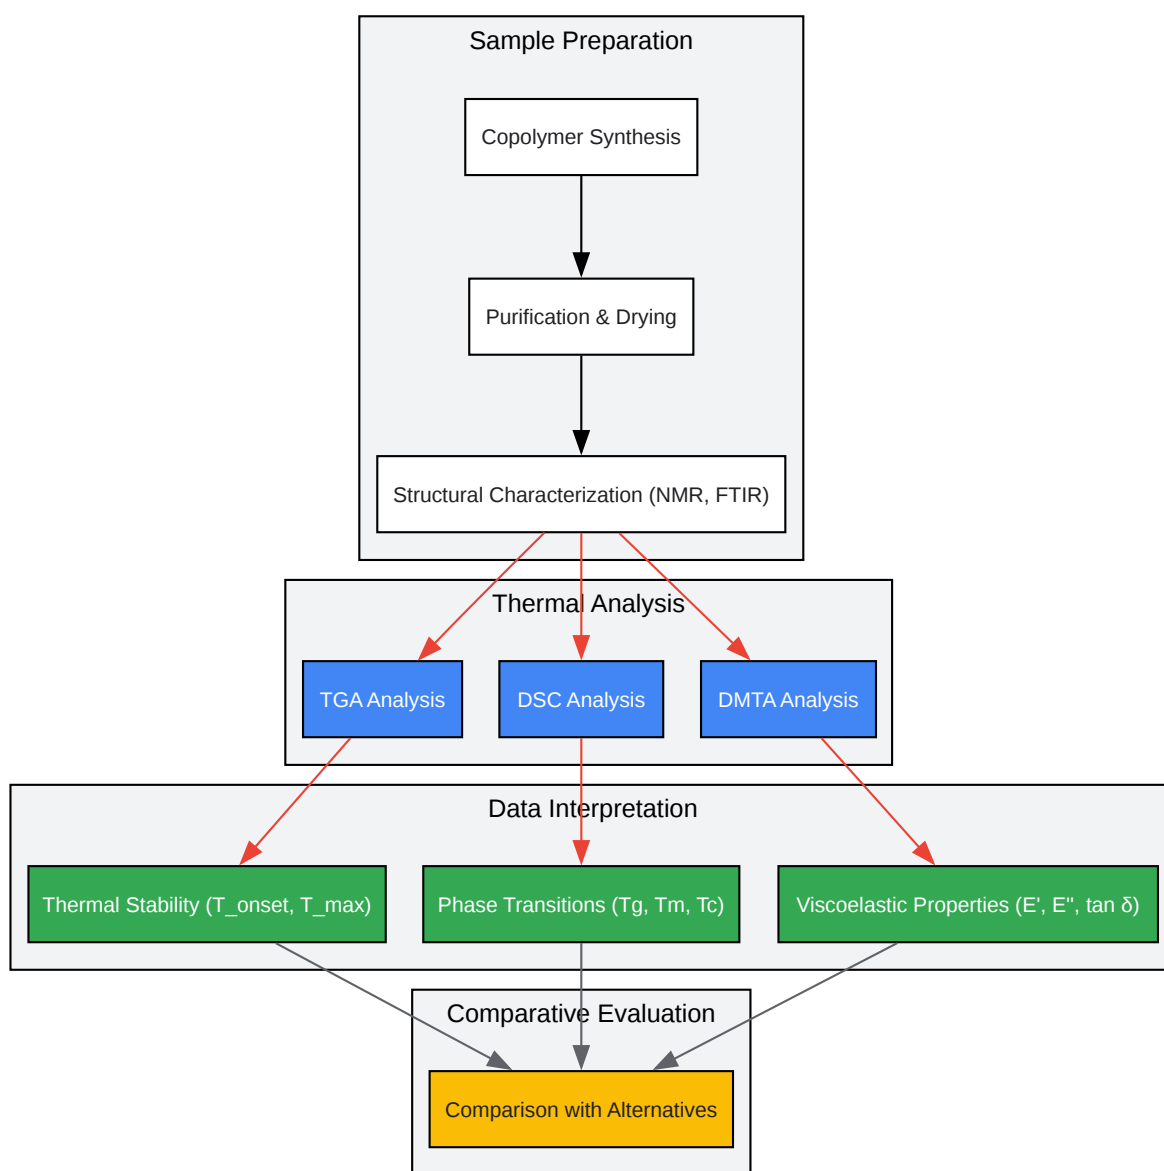 Sample Preparation
Copolymer Synthesis
Purification & Drying
Structural Characterization (NMR, FTIR)
Thermal Analysis
TGA Analysis
DSC Analysis
DMTA Analysis
Data Interpretation
Thermal Stability (T_onset, T_max)
Phase Transitions (Tg, Tm, Tc)
Viscoelastic Properties (E', E'', tan δ)
Comparative Evaluation
Comparison with Alternatives